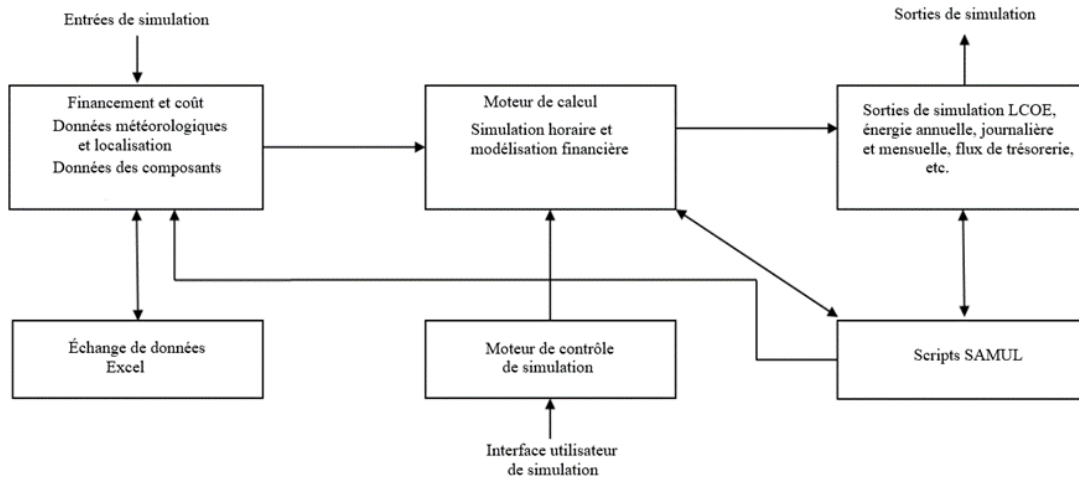 Entrées de simulation
Sorties de simulation
Financement et coût
Données météorologiques
et localisation
Données des composants
Moteur de calcul
Simulation horaire et
modélisation financière
Sorties de simulation LCOE,
énergie annuelle, journalière
et mensuelle, flux de trésorerie,
etc.
Échange de données
Excel
Moteur de contrôle
de simulation
Scripts SAMUL
Interface utilisateur
de simulation